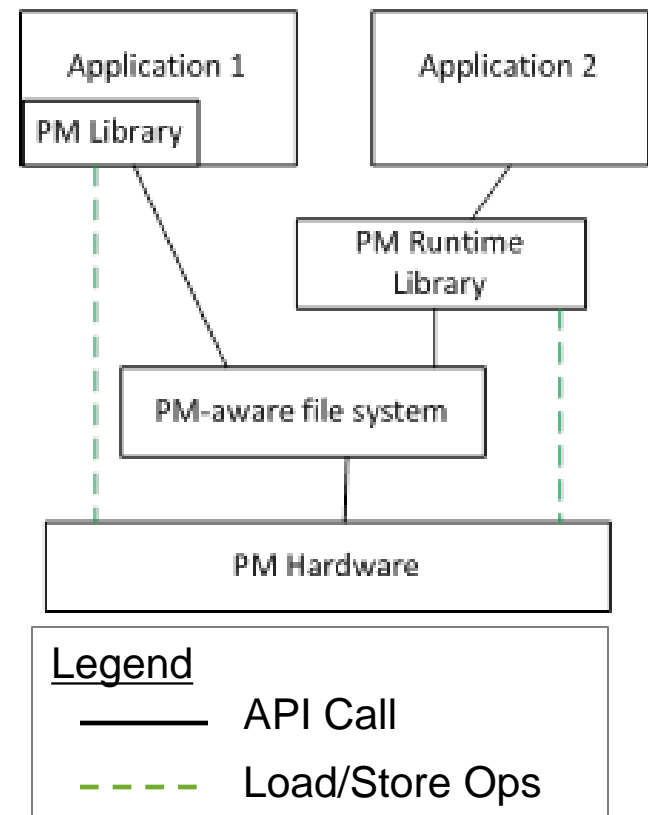 Application 1
Application 2
PM Library
PM Runtime
Library
PM-aware file system
PM Hardware
Legend
API Call
Load/Store Ops